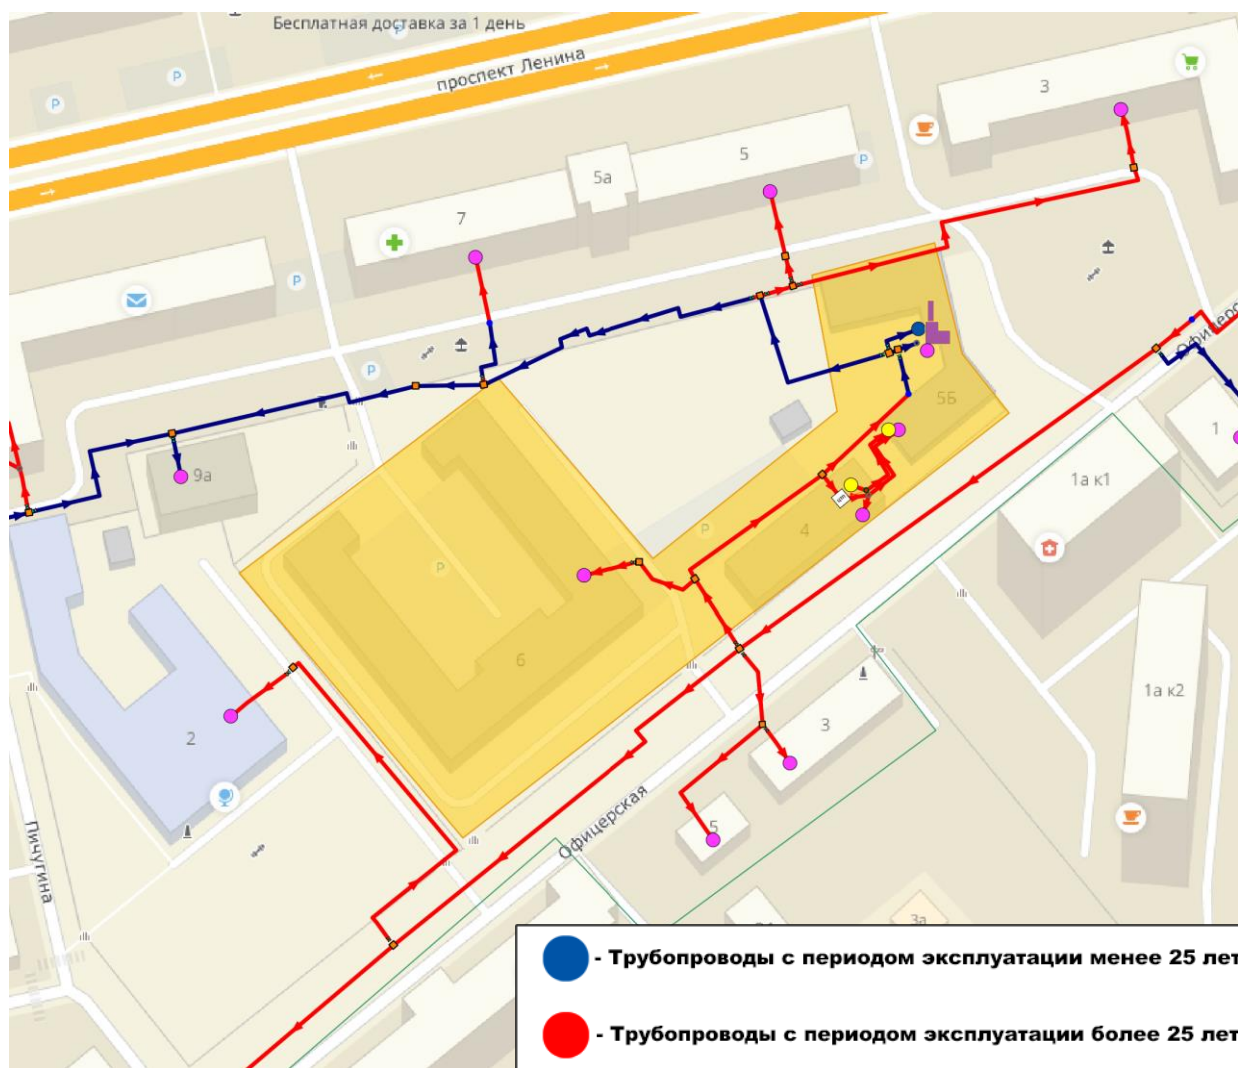 Бесплатная доставка за 1 день
P
P
P
проспект Ленина
3
5
5а
P
7
P
P
5Б
1
9а
1а к1
4
P
P
6
3
1а к2
2
5
Офицерская
Пичугина
3а
- Трубопроводы с периодом эксплуатации менее 25 лет
- Трубопроводы с периодом эксплуатации более 25 лет